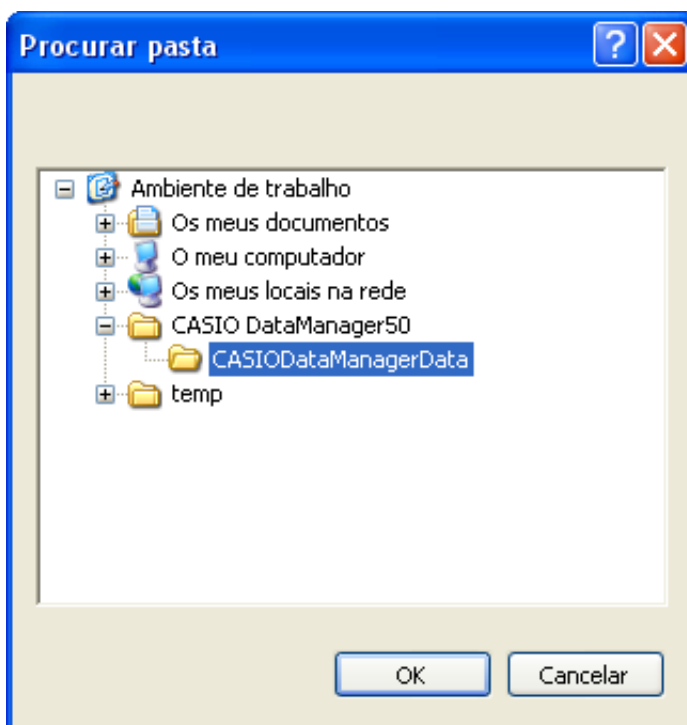 Procurar pasta
Ambiente de trabalho
Os meus documentos
O meu computador
Os meus locais na rede
CASIO DataManager50
CASIODataManagerData
temp
OK Cancelar